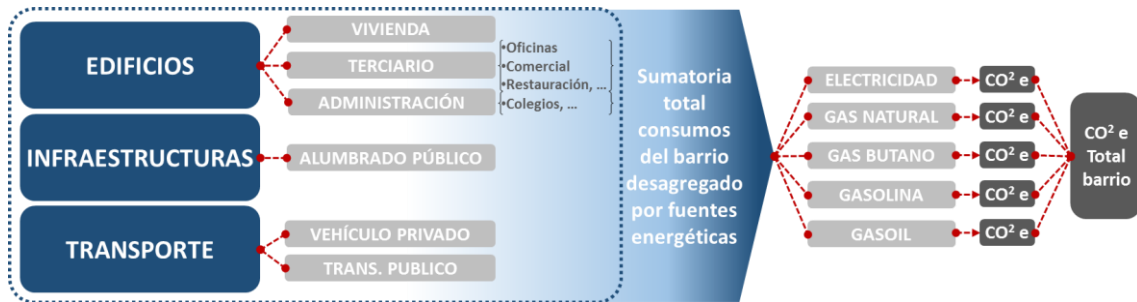 EDIFICIOS
VIVIENDA
TERCIARIO
ADMINISTRACIÓN
•Oficinas
•Comercial
•Restauración, ...
•Colegios, ...
INFRAESTRUCTURAS
ALUMBRADO PÚBLICO
TRANSPORTE
VEHÍCULO PRIVADO
TRANS. PUBLICO
Sumatoria
total
consumos
del barrio
desagregado
por fuentes
energéticas
ELECTRICIDAD
CO² e
GAS NATURAL
CO² e
GAS BUTANO
CO² e
GASOLINA
CO² e
GASOIL
CO² e
CO² e
Total
barrio